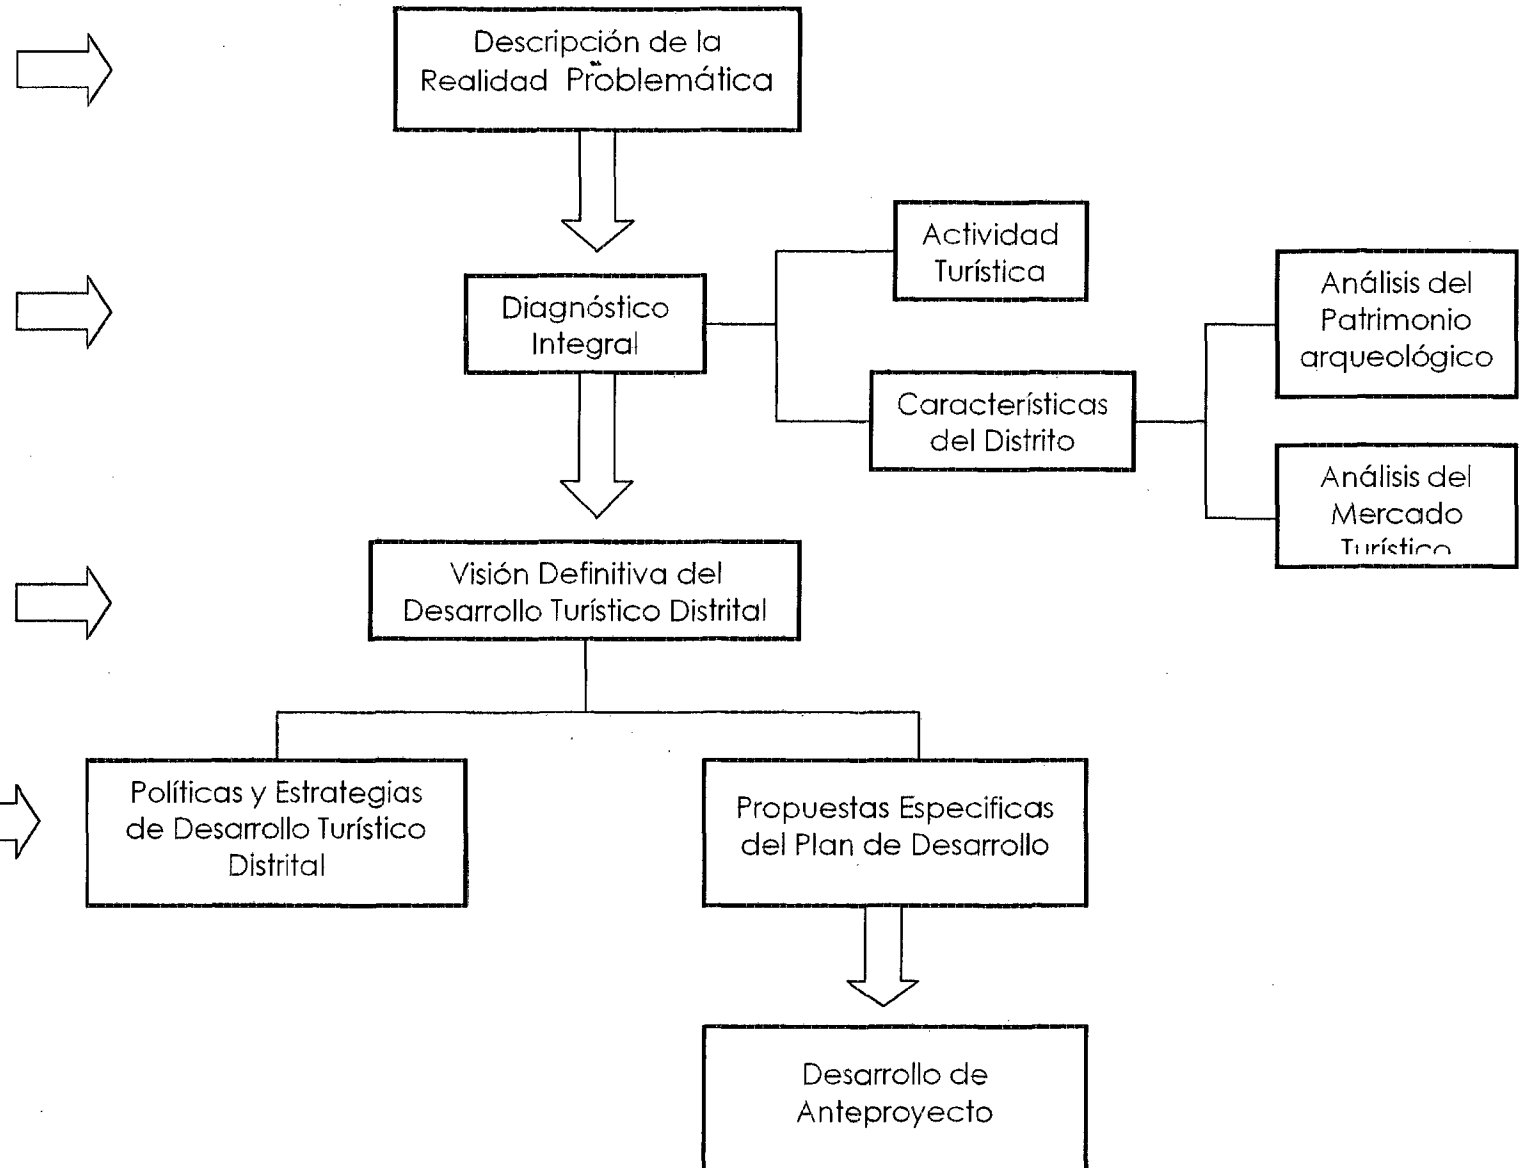 Descripción de la
Realidad Problemática
Actividad
Turística
Diagnóstico
Integral
Análisis del
Patrimonio
arqueológico
Características
del Distrito
Análisis del
Mercado
Turístico
Visión Definitiva del
Desarrollo Turístico Distrital
Políticas y Estrategias
de Desarrollo Turístico
Distrital
Propuestas Especificas
del Plan de Desarrollo
Desarrollo de
Anteproyecto